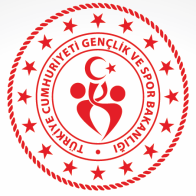 TÜRKİYE CUMHURİYETİ GENÇLİK VE SPOR BAKANLIĞI